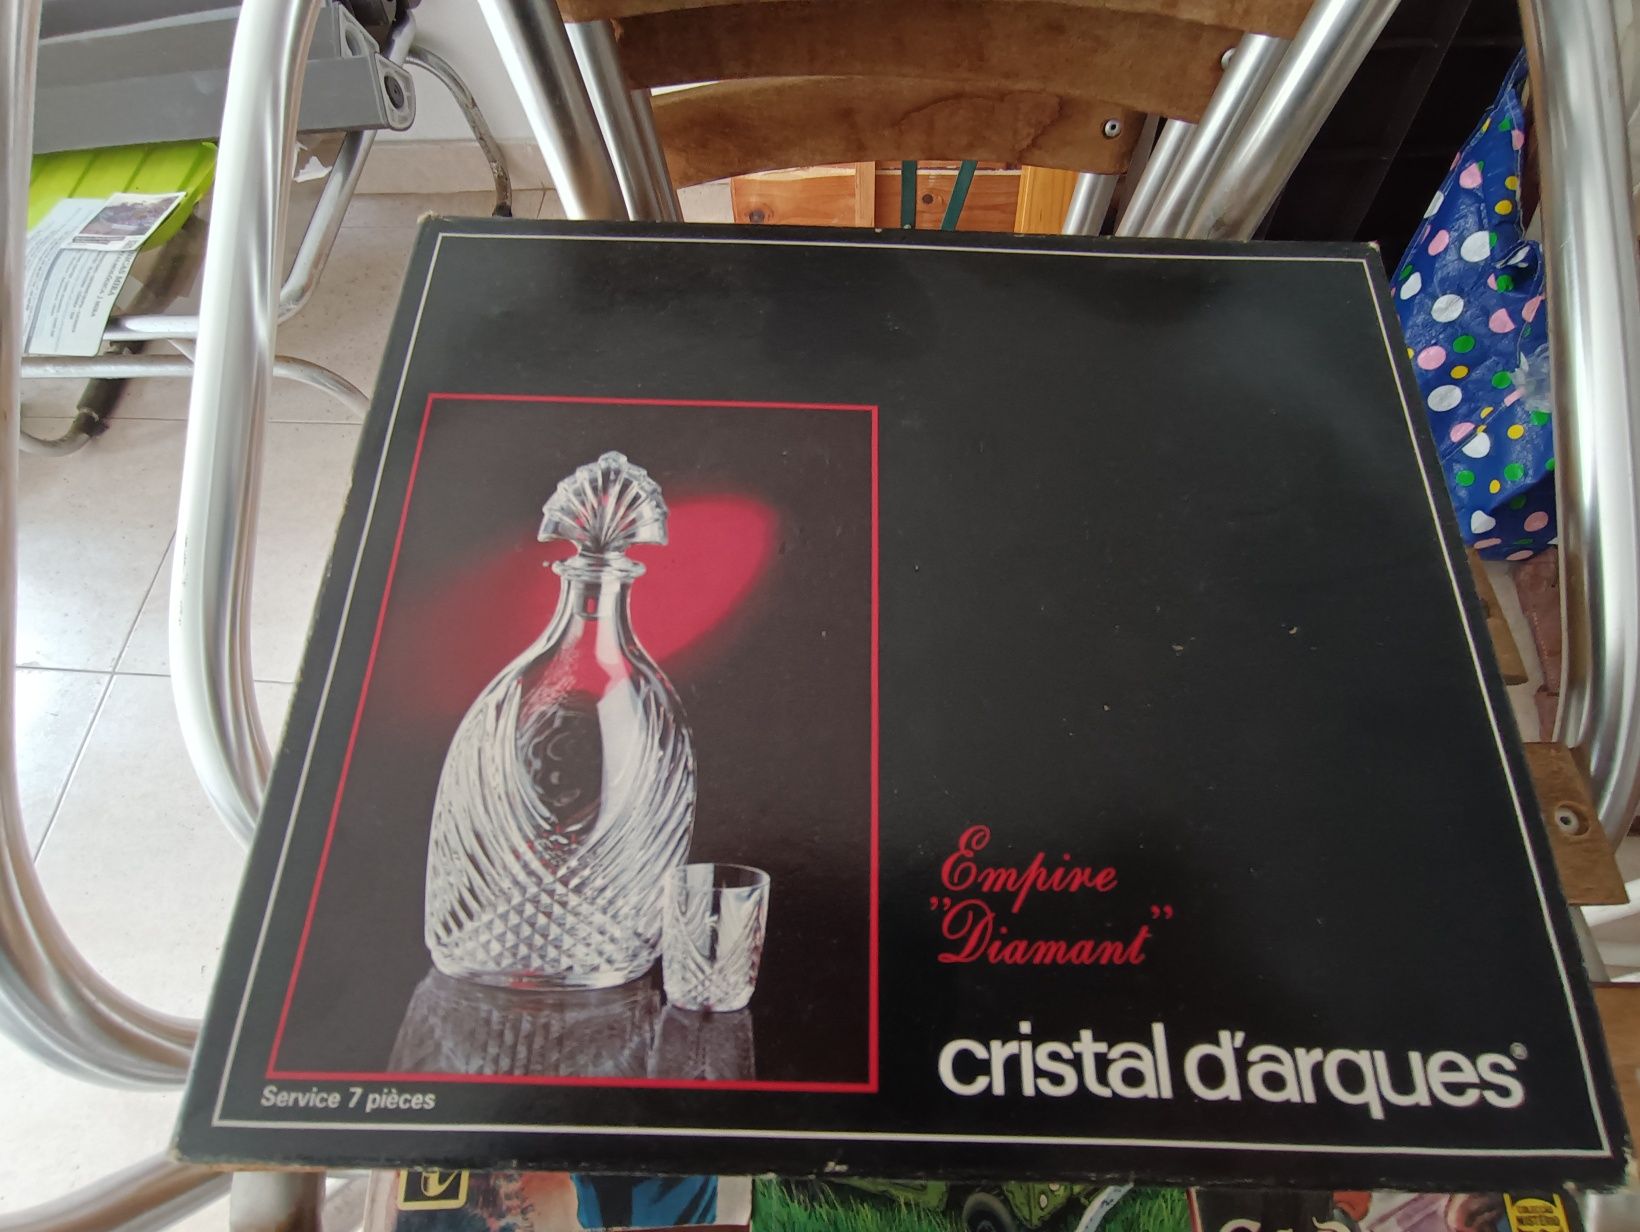 Empire
"Diamant"
cristal d'arques®
Service 7 pièces